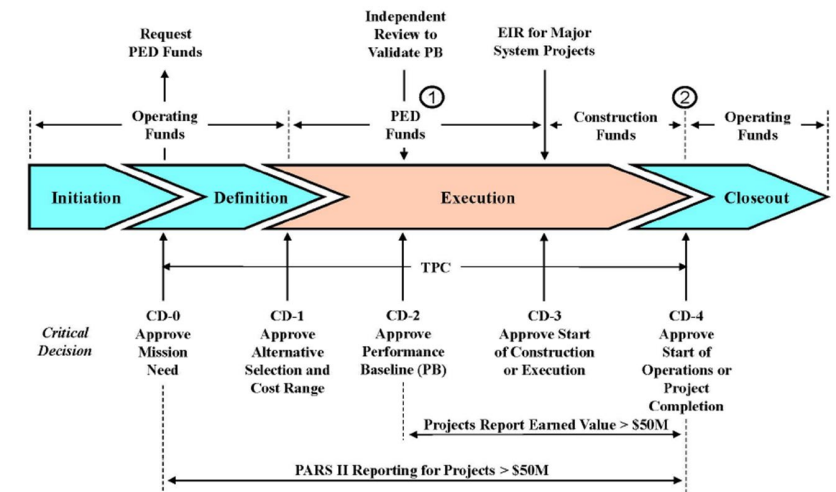 Request
PED Funds
Independent
Review to
Validate PB
EIR for Major
System Projects
1
2
Operating
Funds
PED
Funds
Construction
Funds
Operating
Funds
Initiation
Definition
Execution
Closeout
TPC
Critical
Decision
CD-0
Approve
Mission
Need
CD-1
Approve
Alternative
Selection and
Cost Range
CD-2
Approve
Performance
Baseline (PB)
CD-3
Approve Start
of Construction
or Execution
CD-4
Approve
Start of
Operations or
Project
Completion
Projects Report Earned Value > $50M
PARS II Reporting for Projects > $50M